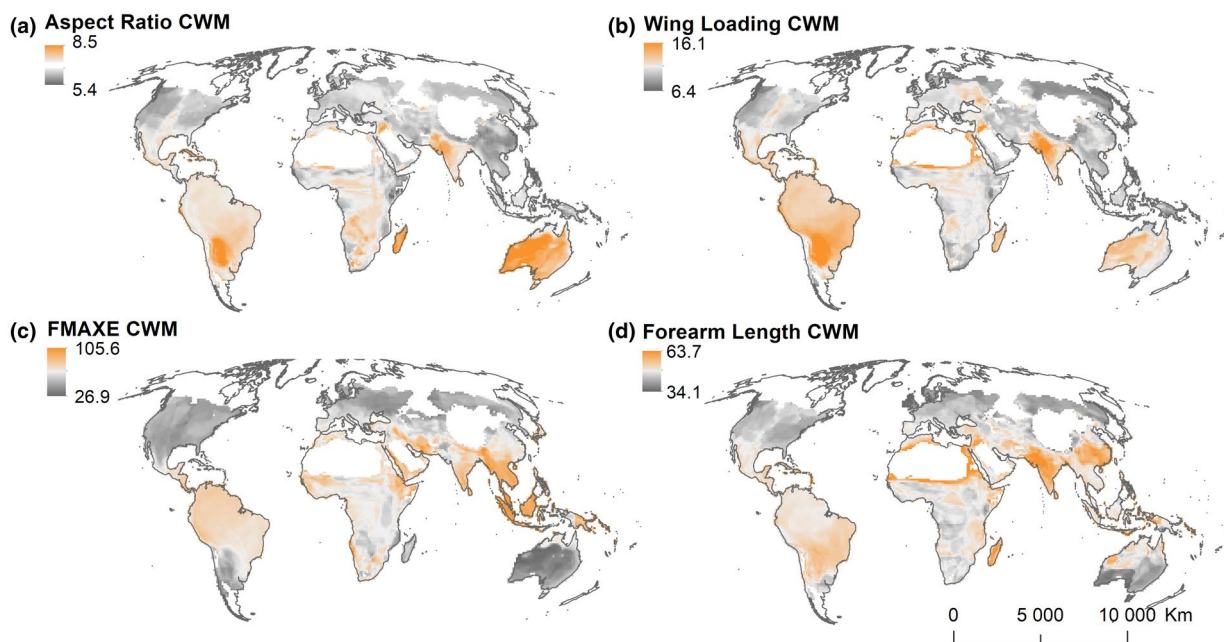 (a) Aspect Ratio CWM
8.5
5.4
(b) Wing Loading CWM
16.1
6.4
(c) FMAXE CWM
105.6
26.9
(d) Forearm Length CWM
63.7
34.1
0 5 000 10 000 Km